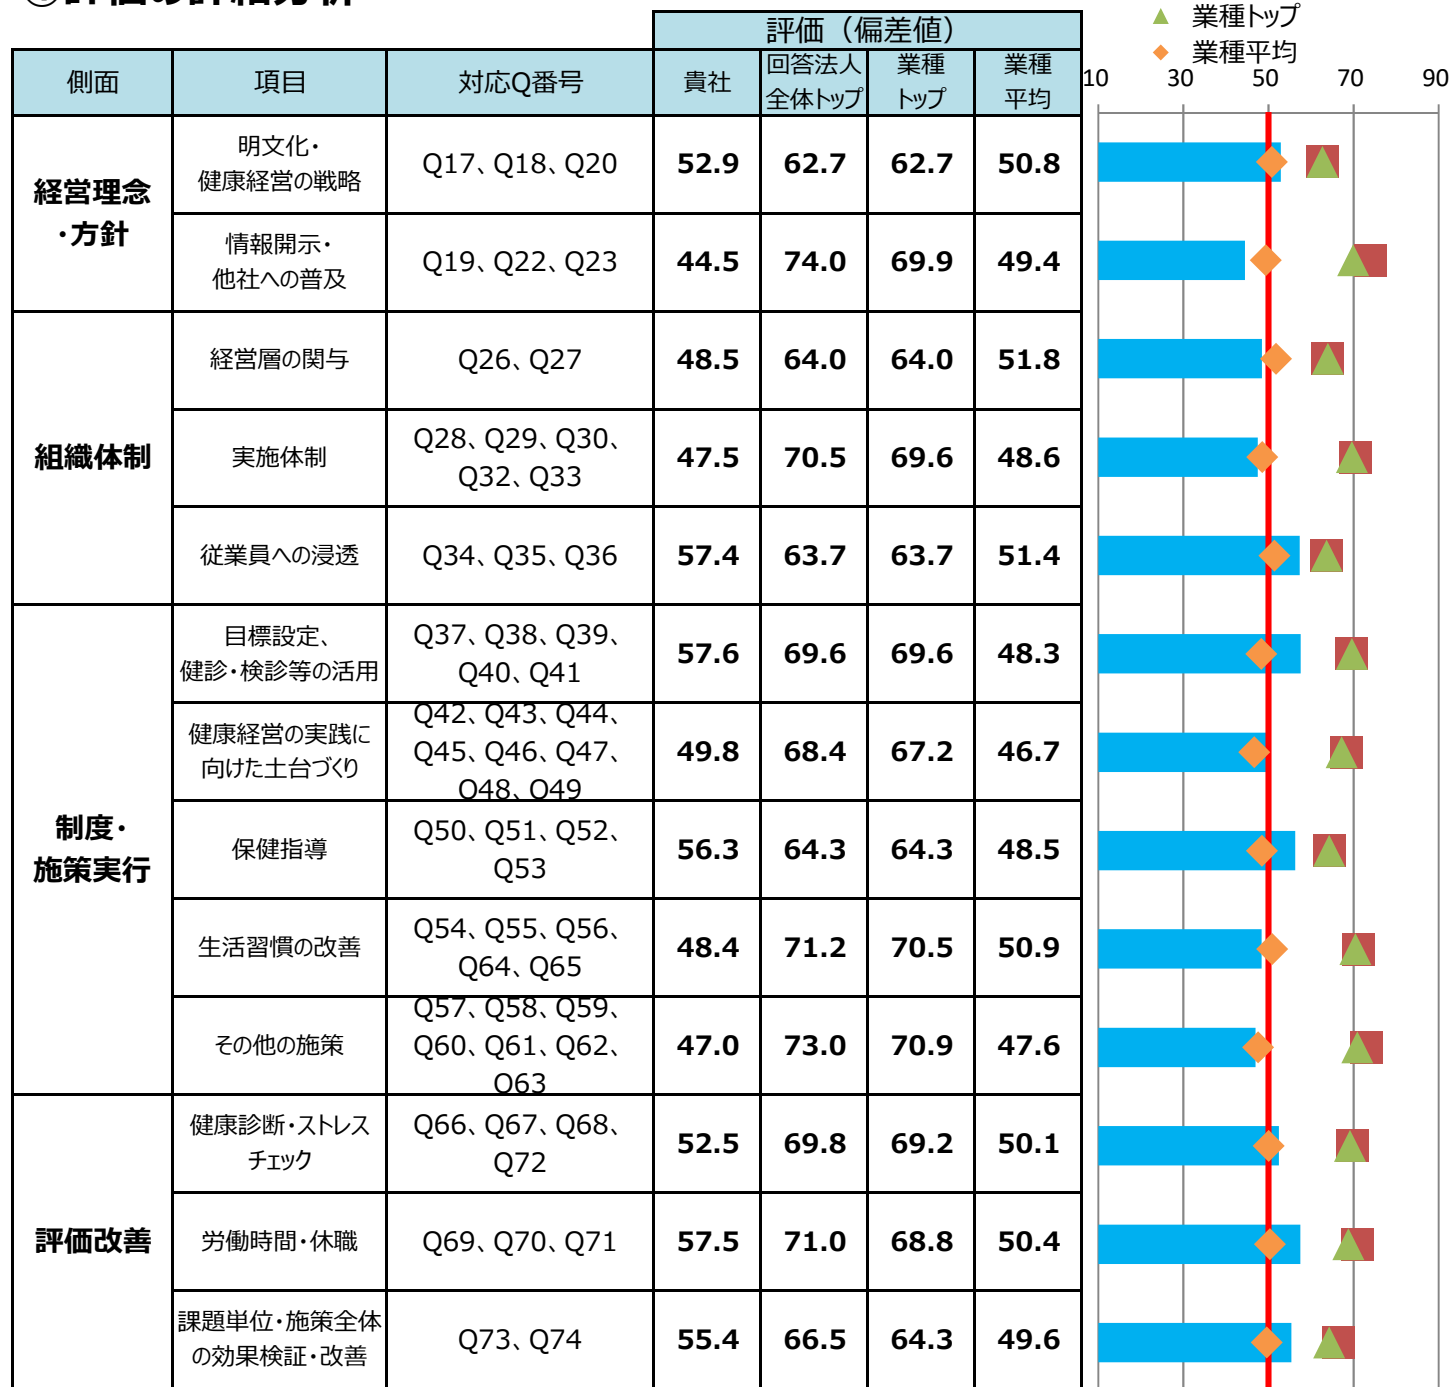 評価（偏差値）
▲ 業種トップ
◆ 業種平均
側面 項目 対応Q番号 貴社 回答法人 全体トップ 業種 トップ 業種 平均
10 30 50 70 90
経営理念
・方針
明文化・
健康経営の戦略
Q17、Q18、Q20 52.9 62.7 62.7 50.8
情報開示・
他社への普及
Q19、Q22、Q23 44.5 74.0 69.9 49.4
組織体制
経営層の関与 Q26、Q27 48.5 64.0 64.0 51.8
実施体制
Q28、Q29、Q30、
Q32、Q33
47.5 70.5 69.6 48.6
従業員への浸透 Q34、Q35、Q36 57.4 63.7 63.7 51.4
制度・
施策実行
目標設定、
健診・検診等の活用
Q37、Q38、Q39、
Q40、Q41
57.6 69.6 69.6 48.3
健康経営の実践に
向けた土台づくり
Q42、Q43、Q44、
Q45、Q46、Q47、
Q48、Q49
49.8 68.4 67.2 46.7
保健指導
Q50、Q51、Q52、
Q53
56.3 64.3 64.3 48.5
生活習慣の改善
Q54、Q55、Q56、
Q64、Q65
48.4 71.2 70.5 50.9
その他の施策
Q57、Q58、Q59、
Q60、Q61、Q62、
Q63
47.0 73.0 70.9 47.6
評価改善
健康診断・ストレス
チェック
Q66、Q67、Q68、
Q72
52.5 69.8 69.2 50.1
労働時間・休職 Q69、Q70、Q71 57.5 71.0 68.8 50.4
課題単位・施策全体
の効果検証・改善
Q73、Q74 55.4 66.5 64.3 49.6